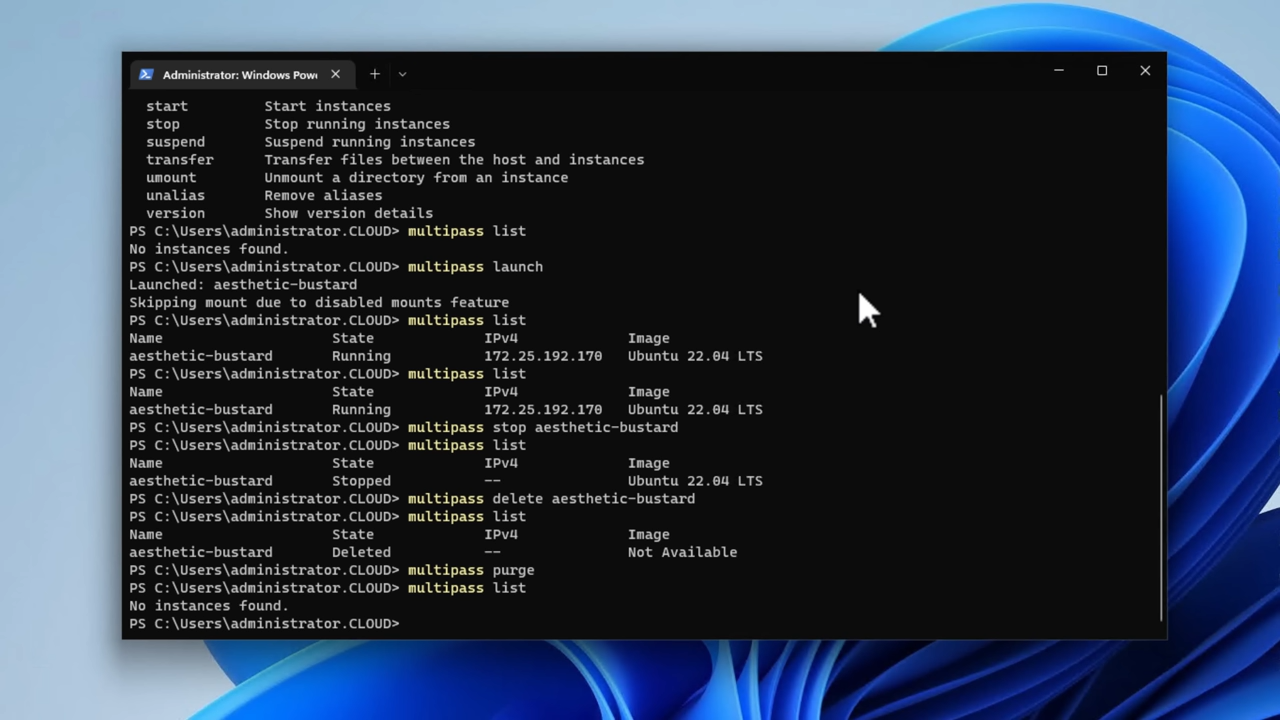 Administrator: Windows Pow
start Start instances
stop Stop running instances
suspend Suspend running instances
transfer Transfer files between the host and instances
umount Unmount a directory from an instance
unalias Remove aliases
version Show version details
PS C:\Users\administrator.CLOUD> multipass list
No instances found.
PS C:\Users\administrator.CLOUD> multipass launch
Launched: aesthetic-bustard
Skipping mount due to disabled mounts feature
PS C:\Users\administrator.CLOUD> multipass list
Name State IPv4 Image
aesthetic-bustard Running 172.25.192.170 Ubuntu 22.04 LTS
PS C:\Users\administrator.CLOUD> multipass list
Name State IPv4 Image
aesthetic-bustard Running 172.25.192.170 Ubuntu 22.04 LTS
PS C:\Users\administrator.CLOUD> multipass stop aesthetic-bustard
PS C:\Users\administrator.CLOUD> multipass list
Name State IPv4 Image
aesthetic-bustard Stopped -- Ubuntu 22.04 LTS
PS C:\Users\administrator.CLOUD> multipass delete aesthetic-bustard
PS C:\Users\administrator.CLOUD> multipass list
Name State IPv4 Image
aesthetic-bustard Deleted -- Not Available
PS C:\Users\administrator.CLOUD> multipass purge
PS C:\Users\administrator.CLOUD> multipass list
No instances found.
PS C:\Users\administrator.CLOUD>